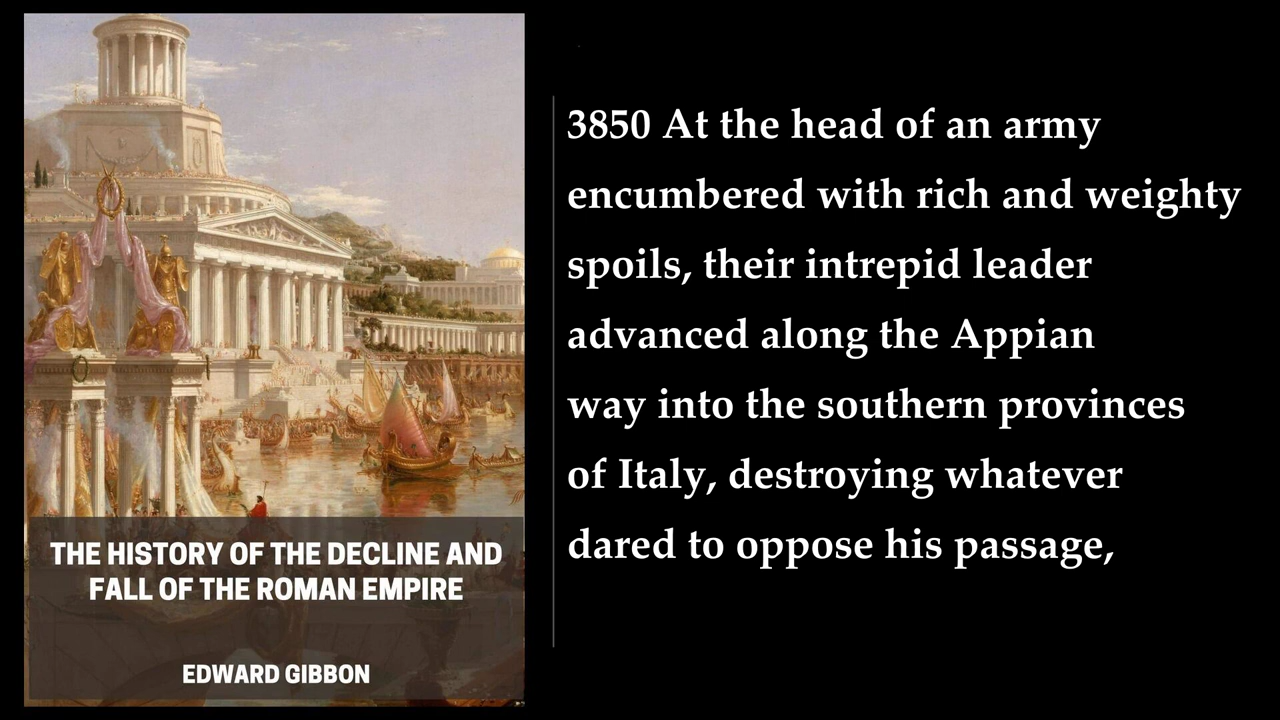 THE HISTORY OF THE DECLINE AND
FALL OF THE ROMAN EMPIRE
EDWARD GIBBON
3850 At the head of an army
encumbered with rich and weighty
spoils, their intrepid leader
advanced along the Appian
way into the southern provinces
of Italy, destroying whatever
dared to oppose his passage,